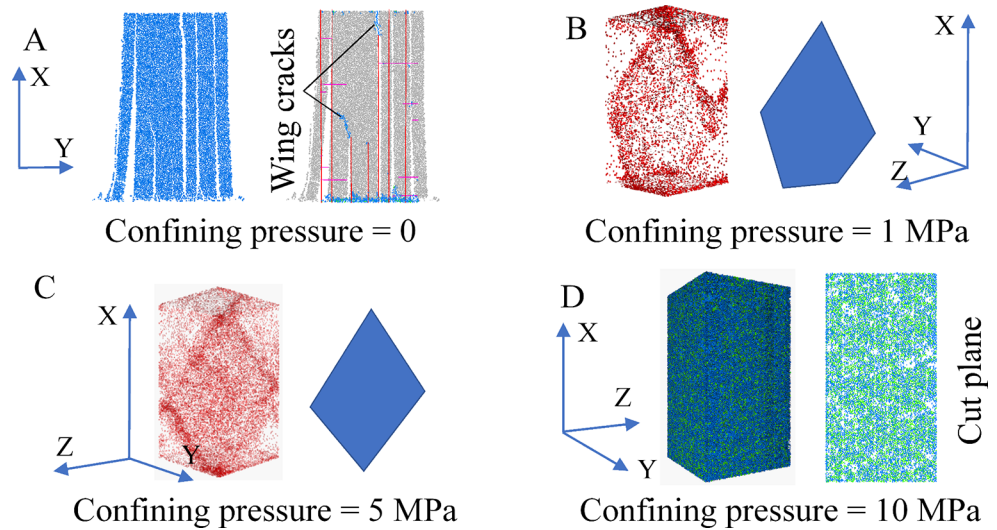 A
X
Y
Wing cracks
Confining pressure = 0
B
X
Y
Z
Confining pressure = 1 MPa
C
X
Z
Y
Confining pressure = 5 MPa
D
X
Z
Y
Cut plane
Confining pressure = 10 MPa